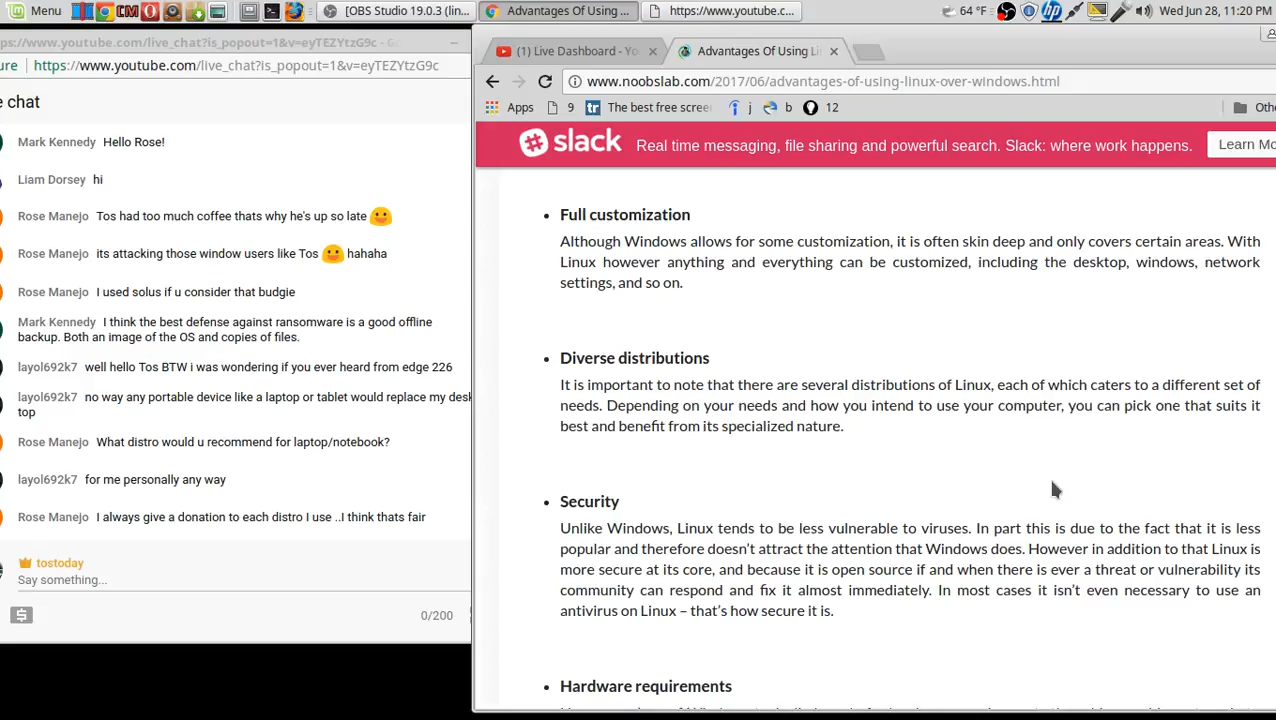 Menu
[OBS Studio 19.0.3 (lin...
Advantages Of Using ...
https://www.youtube.c...
64 °F
Wed Jun 28, 11:20 PM
ps://www.youtube.com/live_chat?is_popout=1&v=eyTEZYtzG9c - G
ure
https://www.youtube.com/live_chat?is_popout=1&v=eyTEZYtzG9c
e chat
Mark Kennedy Hello Rose!
Liam Dorsey hi
Rose Manejo Tos had too much coffee thats why he's up so late
Rose Manejo its attacking those window users like Tos hahaha
Rose Manejo I used solus if u consider that budgie
Mark Kennedy I think the best defense against ransomware is a good offline
backup. Both an image of the OS and copies of files.
layol692k7 well hello Tos BTW i was wondering if you ever heard from edge 226
layol692k7 no way any portable device like a laptop or tablet would replace my desk
top
Rose Manejo What distro would u recommend for laptop/notebook?
layol692k7 for me personally any way
Rose Manejo I always give a donation to each distro I use ..I think thats fair
tostoday
Say something...
0/200
(1) Live Dashboard - Yo
Advantages Of Using Li
www.noobslab.com/2017/06/advantages-of-using-linux-over-windows.html
Apps
9
tr The best free scree
j
b
12
Othe
slack
Real time messaging, file sharing and powerful search. Slack: where work happens.
Learn Mo
• Full customization
Although Windows allows for some customization, it is often skin deep and only covers certain areas. With
Linux however anything and everything can be customized, including the desktop, windows, network
settings, and so on.
• Diverse distributions
It is important to note that there are several distributions of Linux, each of which caters to a different set of
needs. Depending on your needs and how you intend to use your computer, you can pick one that suits it
best and benefit from its specialized nature.
• Security
Unlike Windows, Linux tends to be less vulnerable to viruses. In part this is due to the fact that it is less
popular and therefore doesn’t attract the attention that Windows does. However in addition to that Linux is
more secure at its core, and because it is open source if and when there is ever a threat or vulnerability its
community can respond and fix it almost immediately. In most cases it isn’t even necessary to use an
antivirus on Linux – that’s how secure it is.
• Hardware requirements